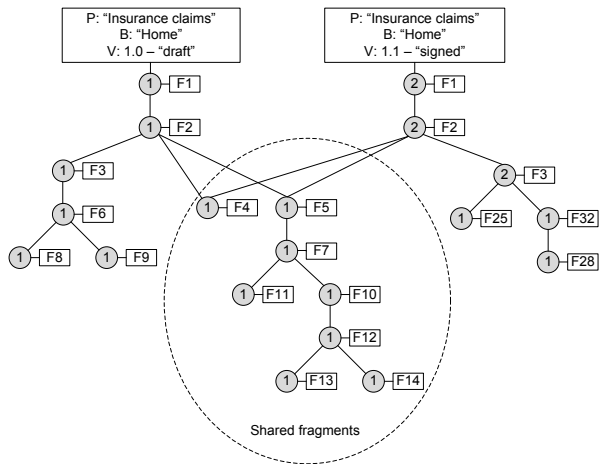 P: “Insurance claims”
B: “Home”
V: 1.0 – “draft”
P: “Insurance claims”
B: “Home”
V: 1.1 – “signed”
1 F1
2 F1
1 F2
2 F2
1 F3
2 F3
1 F4
1 F5
1 F6
1 F25
1 F32
1 F7
1 F8
1 F9
1 F28
1 F11
1 F10
1 F12
1 F13
1 F14
Shared fragments